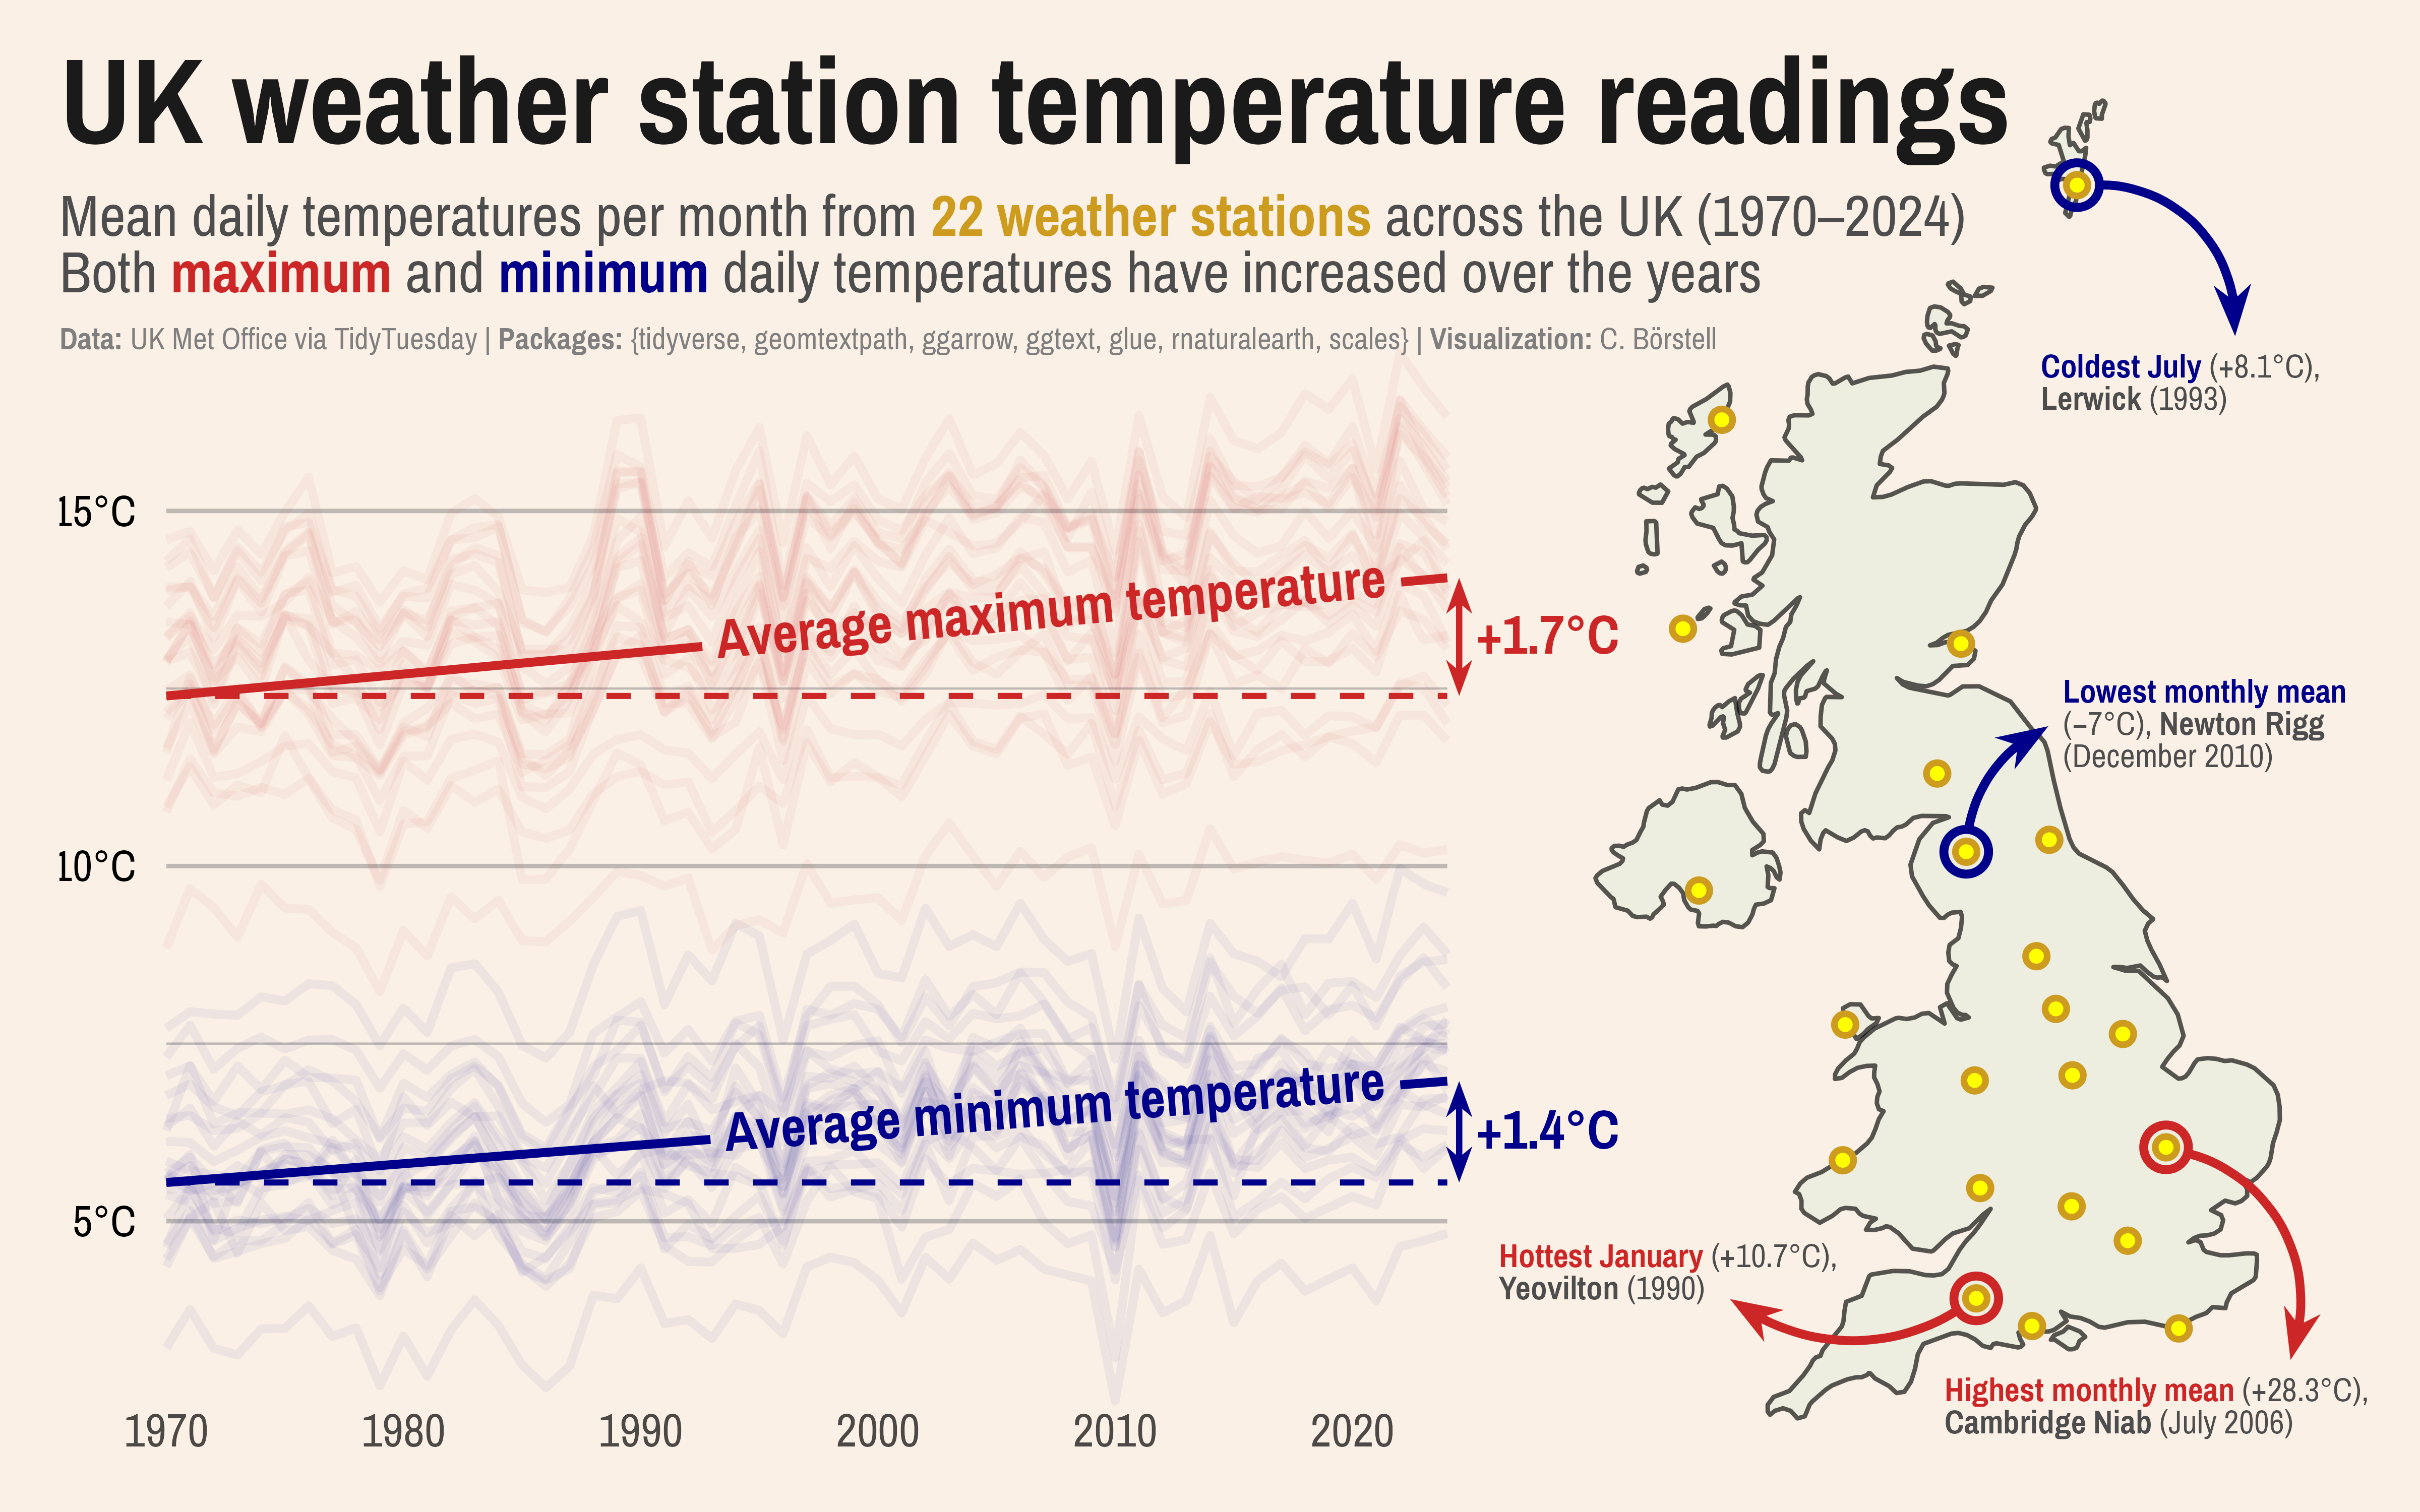 UK weather station temperature readings
Mean daily temperatures per month from 22 weather stations across the UK (1970–2024)
Both maximum and minimum daily temperatures have increased over the years
Data: UK Met Office via TidyTuesday | Packages: {tidyverse, geomtextpath, ggarrow, ggtext, glue, rnaturalearth, scales} | Visualization: C. Börstell
Coldest July (+8.1°C),
Lerwick (1993)
15°C
Average maximum temperature
+1.7°C
Lowest monthly mean
(–7°C), Newton Rigg
(December 2010)
10°C
Average minimum temperature
+1.4°C
5°C
Hottest January (+10.7°C),
Yeovilton (1990)
Highest monthly mean (+28.3°C),
Cambridge Niab (July 2006)
1970 1980 1990 2000 2010 2020